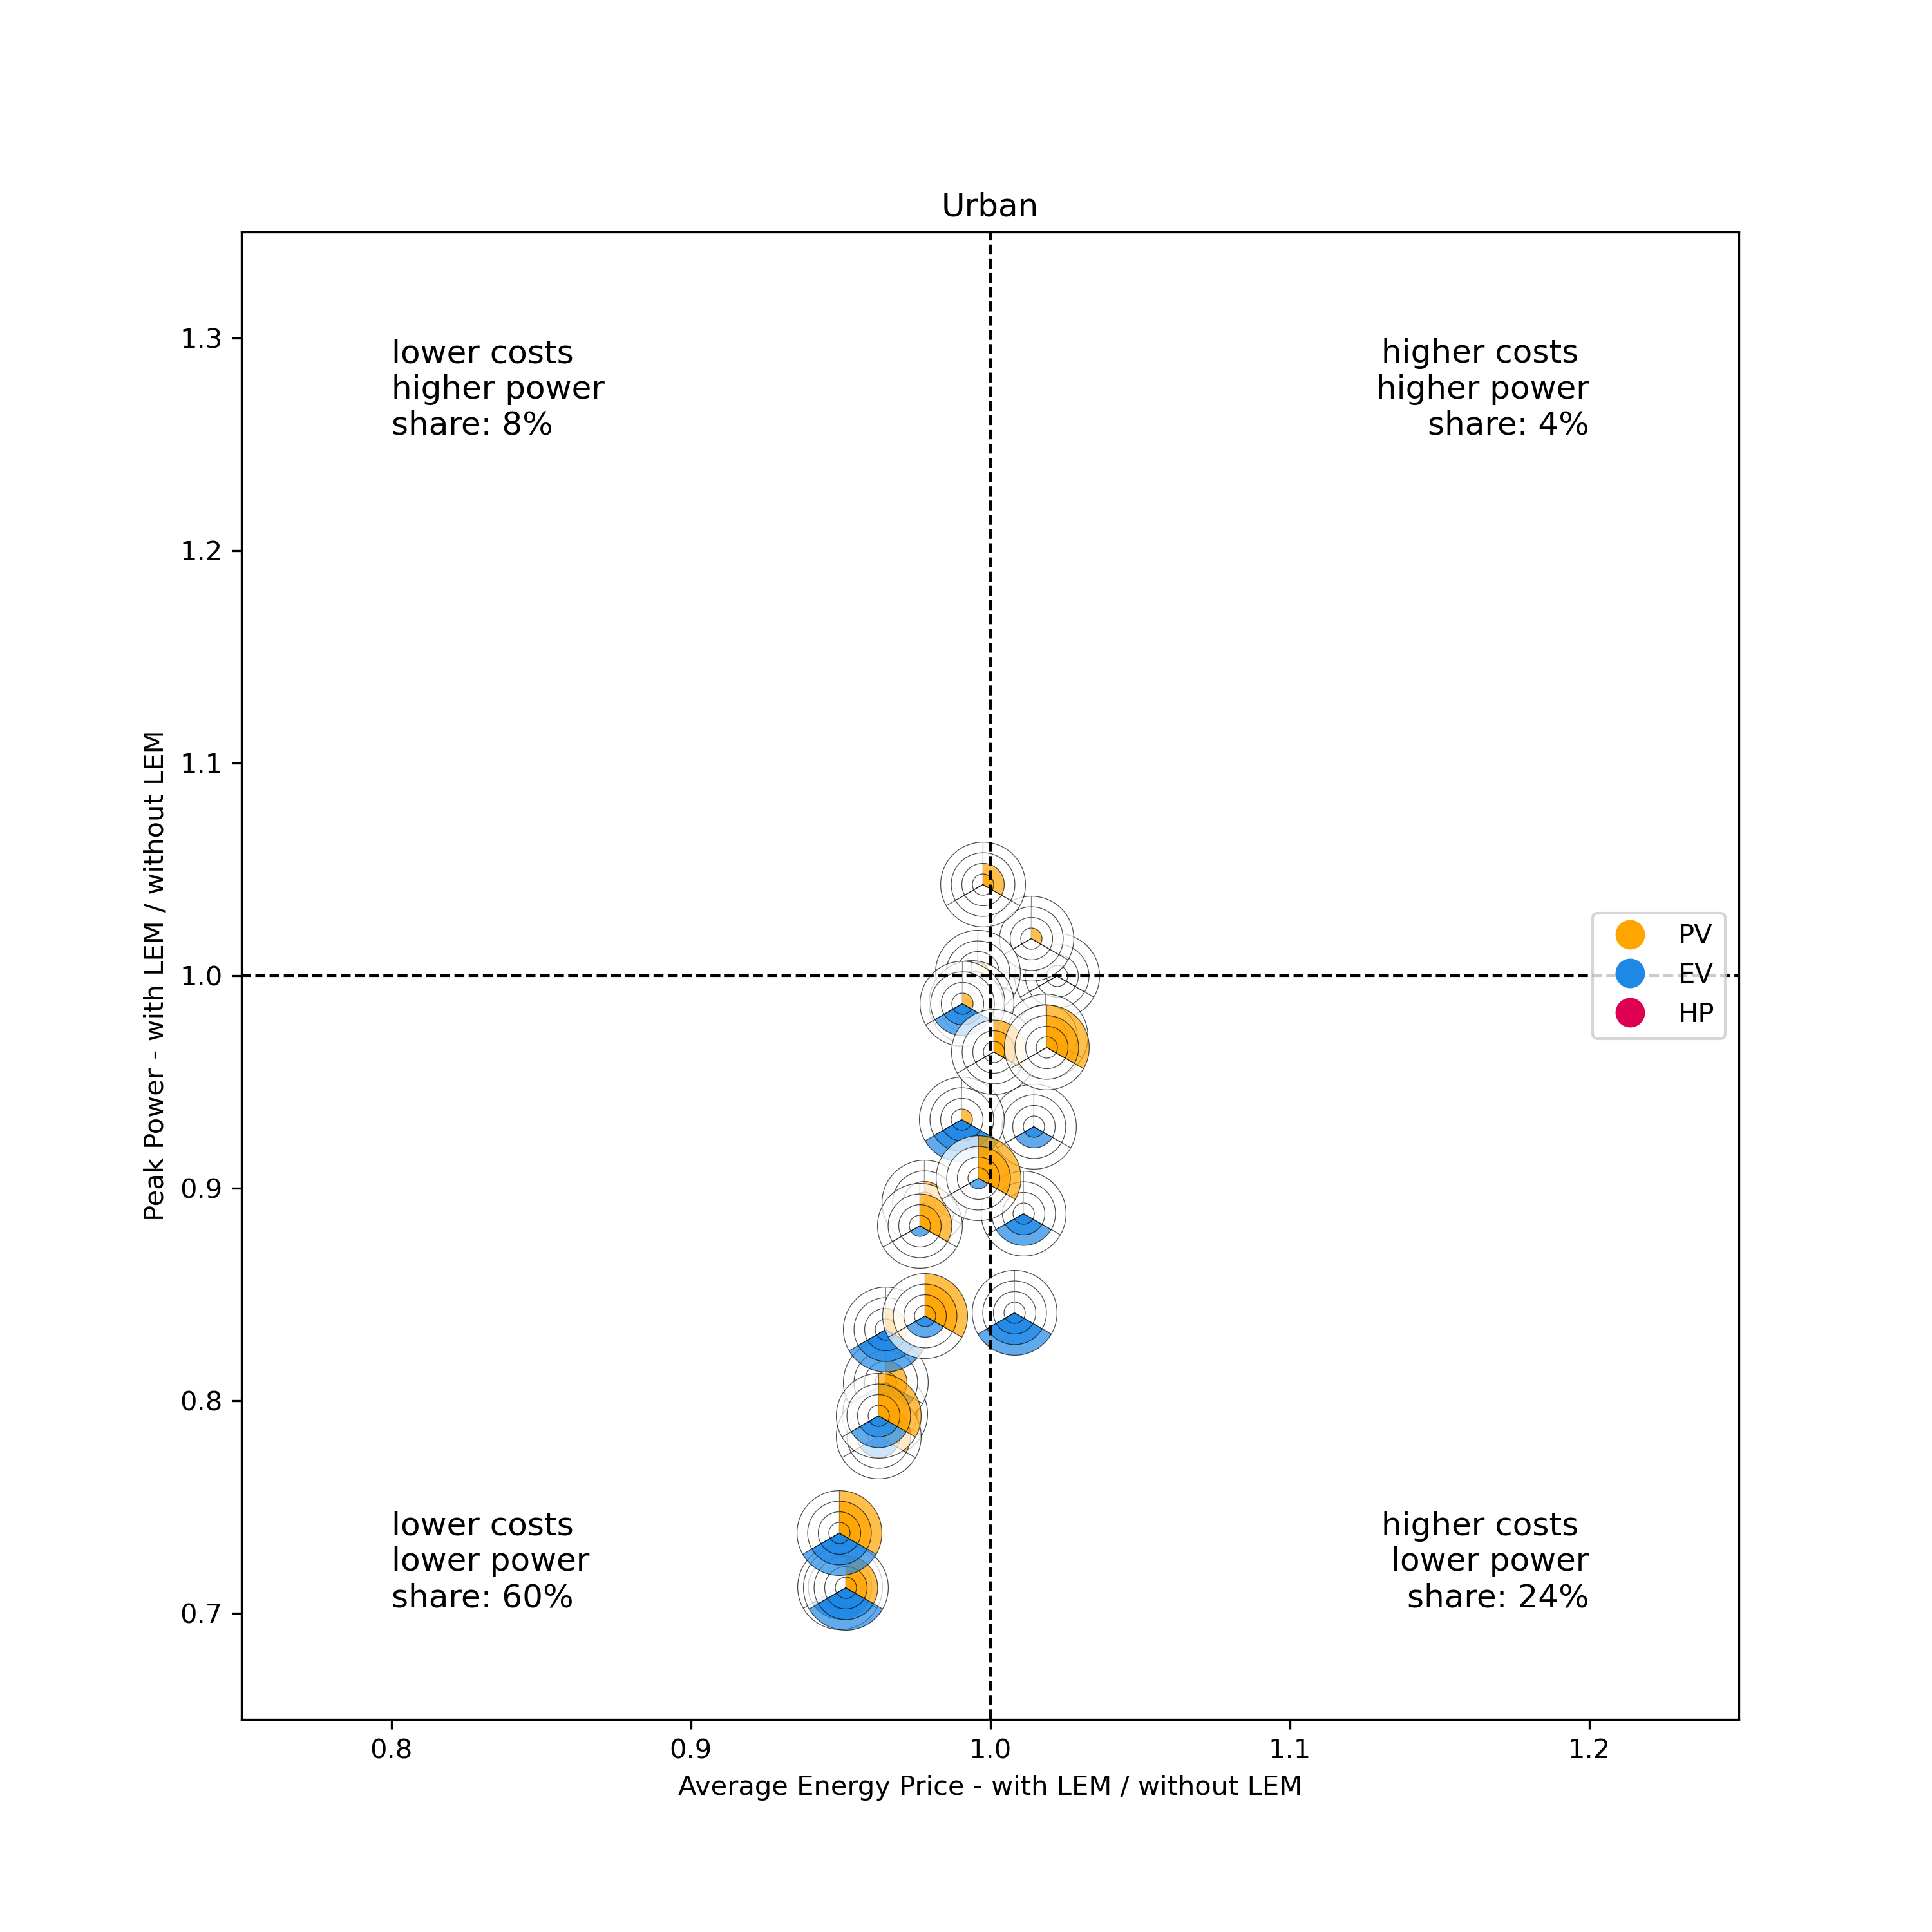 Urban
lower costs
higher power
share: 8%
higher costs
higher power
share: 4%
1.3
1.2
1.1
1.0
0.9
0.8
0.7
Peak Power - with LEM / without LEM
PV
EV
HP
lower costs
lower power
share: 60%
higher costs
lower power
share: 24%
0.8
0.9
1.0
1.1
1.2
Average Energy Price - with LEM / without LEM